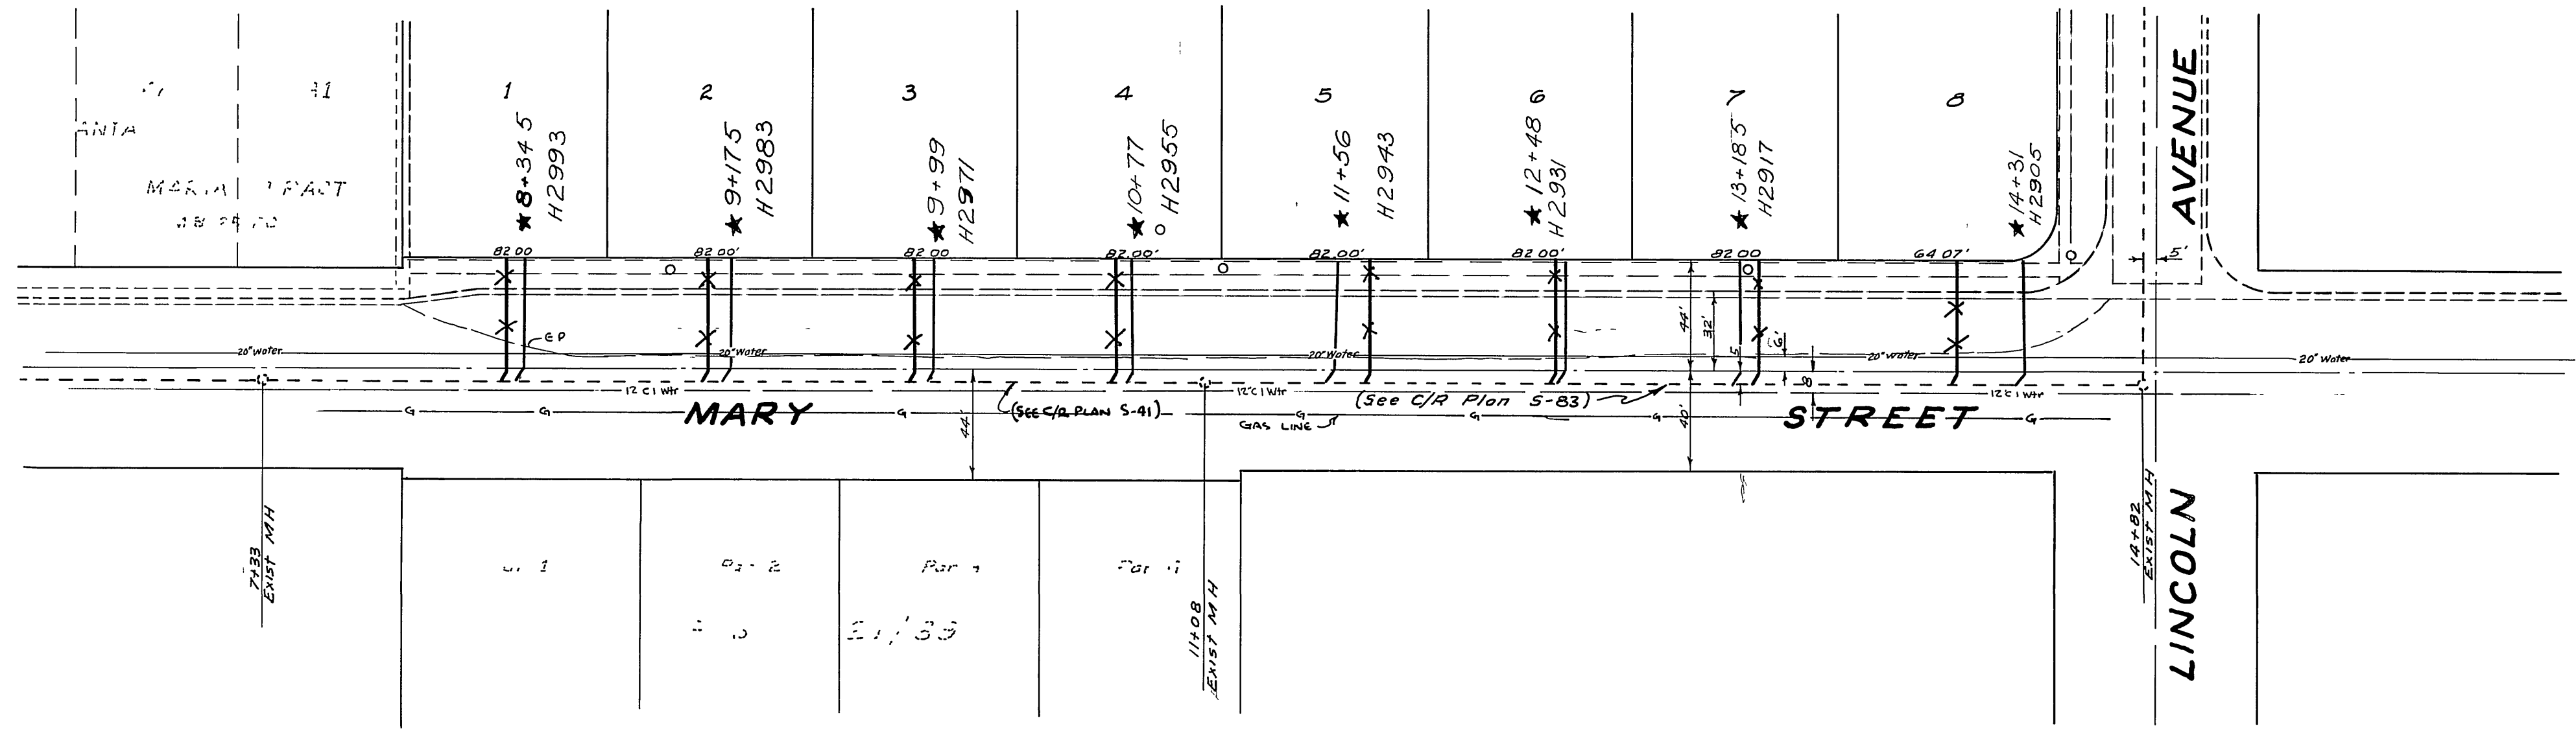 1
2
3
4
5
6
7
8
★8+34 5
H2993
★9+17 5
H2983
★9+99
H2971
★10+77
H2955
★11+56
H2943
★12+48
H2931
★13+18 5
H2917
★14+31
H2905
AVENUE
ANTA
82 00
82 00'
82 00
82.00'
82.00'
82 00'
82 00
64 07'
5'
EP
44'
32'
5
6'
8
20" Water
20" Water
20" Water
20" Water
20" Water
12" C I Wtr
12" C I Wtr
12" C I Wtr
G G G G G G G
MARY
(SEE C/R PLAN S-41)
(See C/R Plan S-83)
GAS LINE
STREET
44'
40'
7+33
EXIST MH
11+08
EXIST MH
14+82
EXIST MH
LINCOLN